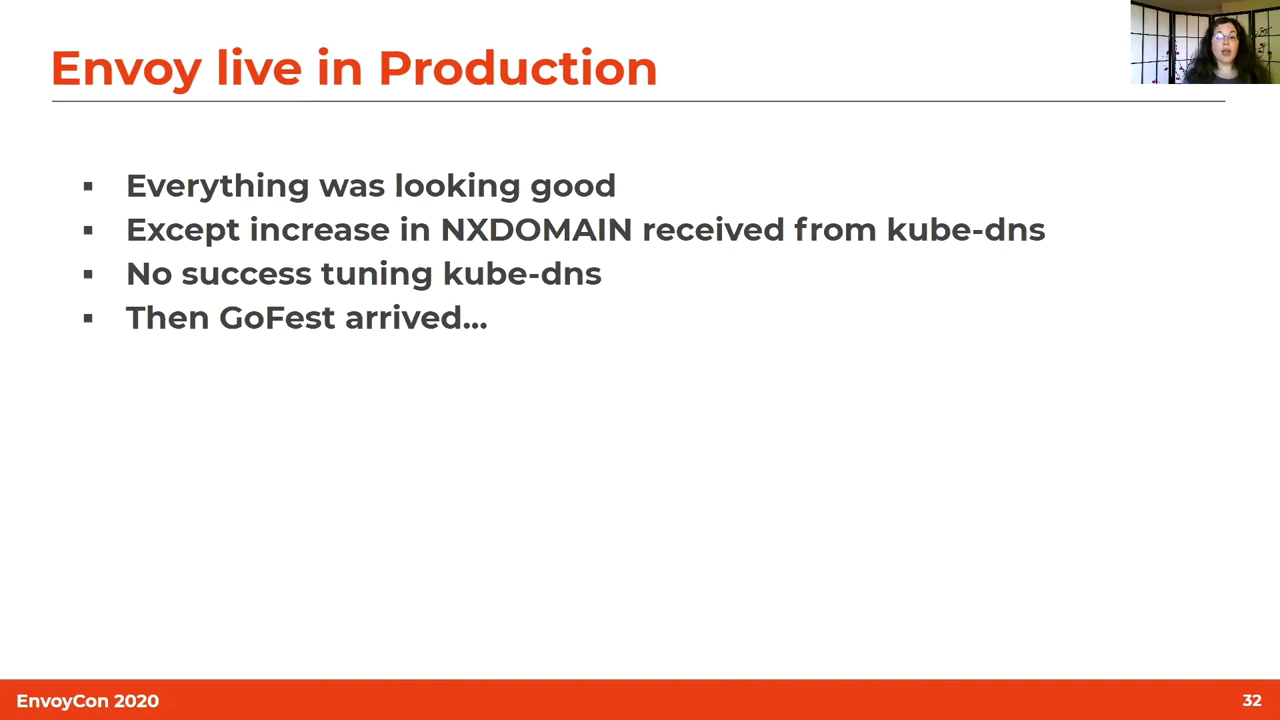 Envoy live in Production
▪ Everything was looking good
▪ Except increase in NXDOMAIN received from kube-dns
▪ No success tuning kube-dns
▪ Then GoFest arrived...
EnvoyCon 2020
32